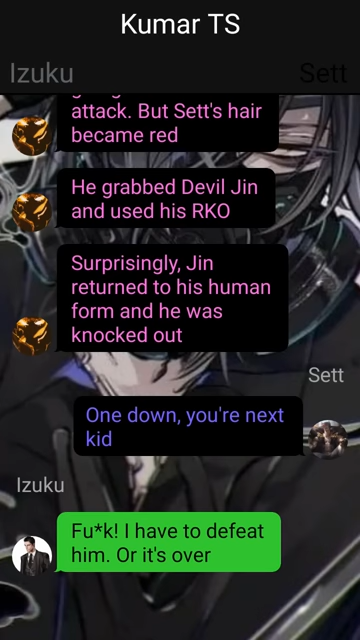 Kumar TS
Izuku
Sett
attack. But Sett's hair
became red
He grabbed Devil Jin
and used his RKO
Surprisingly, Jin
returned to his human
form and he was
knocked out
Sett
One down, you're next
kid
Izuku
Fu*k! I have to defeat
him. Or it's over